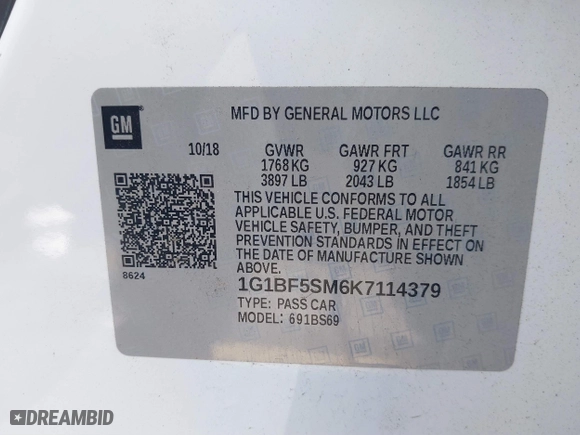 GM
MFD BY GENERAL MOTORS LLC
10/18 GVWR GAWR FRT GAWR RR
1768 KG 927 KG 841 KG
3897 LB 2043 LB 1854 LB
THIS VEHICLE CONFORMS TO ALL
APPLICABLE U.S. FEDERAL MOTOR
VEHICLE SAFETY, BUMPER, AND THEFT
PREVENTION STANDARDS IN EFFECT ON
THE DATE OF MANUFACTURE SHOWN
ABOVE.
8624
1G1BF5SM6K7114379
TYPE: PASS CAR
MODEL: 691BS69
DREAMBID